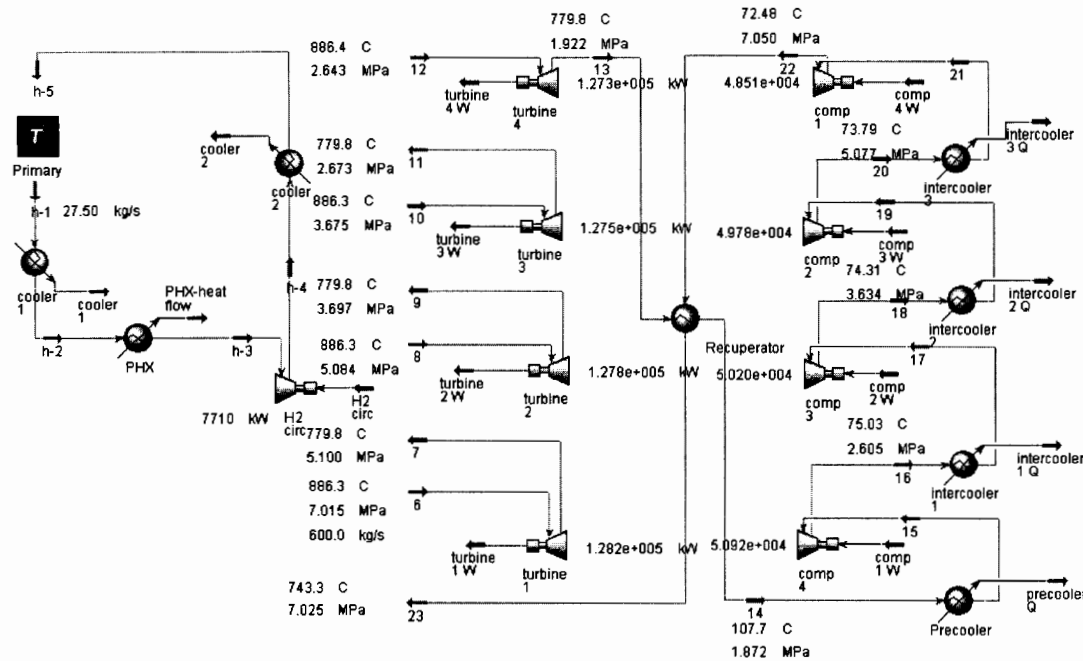 h-5
T
Primary
h-1 27.50 kg/s
cooler
1
cooler
1
h-2
PHX-heat
flow
PHX
h-3
cooler
2
cooler
2
h-4
7710 kW
H2
circ
H2
circ
886.4 C
2.643 MPa
12
turbine
4 W
turbine
4
779.8 C
1.922 MPa
13
1.273e+005 kW
779.8 C
2.673 MPa
11
886.3 C
3.675 MPa
10
turbine
3 W
turbine
3
1.275e+005 kW
779.8 C
3.697 MPa
9
886.3 C
5.084 MPa
8
turbine
2 W
turbine
2
1.278e+005 kW
779.8 C
5.100 MPa
7
886.3 C
7.015 MPa
600.0 kg/s
6
turbine
1 W
turbine
1
1.282e+005 kW
743.3 C
7.025 MPa
23
Recuperator
72.48 C
7.050 MPa
22
21
4.851e+004
comp
1
comp
4 W
73.79 C
5.077 MPa
20
intercooler
3
intercooler
3 Q
19
4.978e+004
comp
2
comp
3 W
74.31 C
3.634 MPa
18
intercooler
2
intercooler
2 Q
17
5.020e+004
comp
3
comp
2 W
75.03 C
2.605 MPa
16
intercooler
1
intercooler
1 Q
15
5.092e+004
comp
4
comp
1 W
14
107.7 C
1.872 MPa
Precooler
precooler
Q